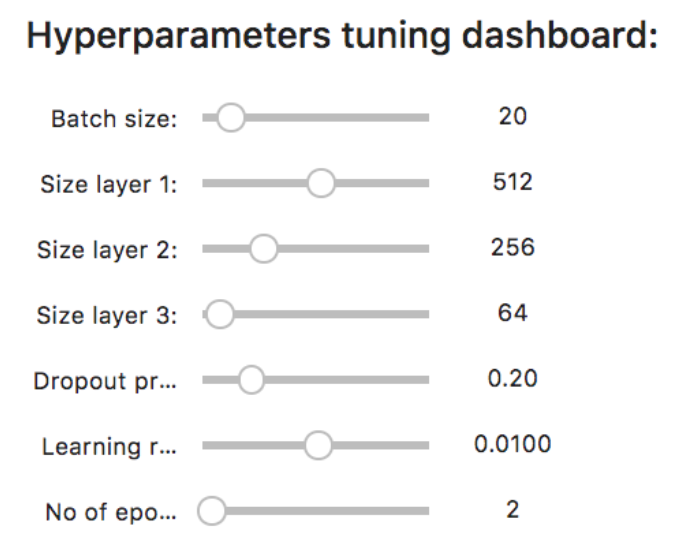 Hyperparameters tuning dashboard:
Batch size: 20
Size layer 1: 512
Size layer 2: 256
Size layer 3: 64
Dropout pr... 0.20
Learning r... 0.0100
No of epo... 2